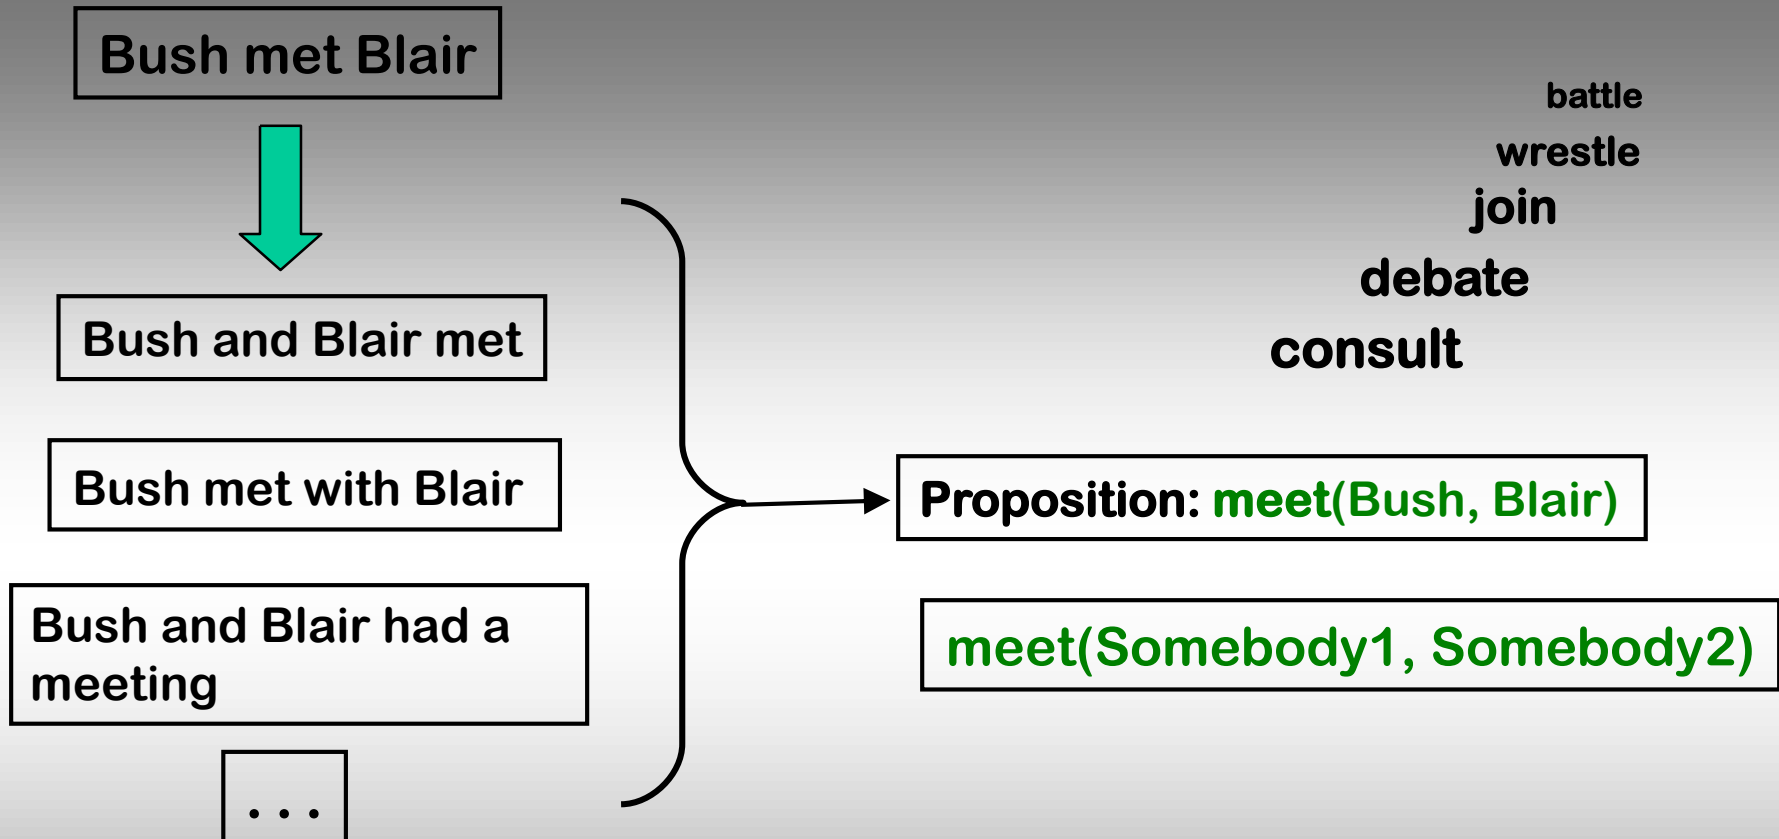 Bush met Blair
Bush and Blair met
Bush met with Blair
Bush and Blair had a
meeting
. . .
battle
wrestle
join
debate
consult
Proposition: meet(Bush, Blair)
meet(Somebody1, Somebody2)